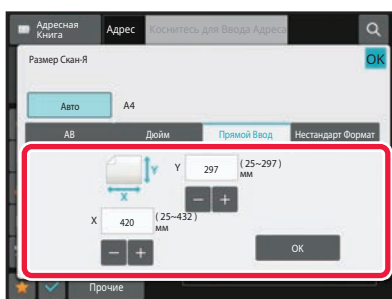 Адресная
Книга
Адрес
Коснитесь для Ввода Адреса
Размер Скан-Я
OK
Авто
A4
AB
Дюйм
Прямой Ввод
Нестандарт Формат
Y
Y
297
(25~297)
мм
X
X
420
(25~432)
мм
OK
Прочие